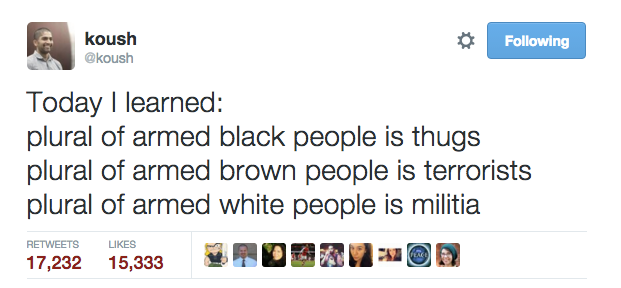 koush
@koush
Following
Today I learned:
plural of armed black people is thugs
plural of armed brown people is terrorists
plural of armed white people is militia
RETWEETS LIKES
17,232 15,333
PEACE